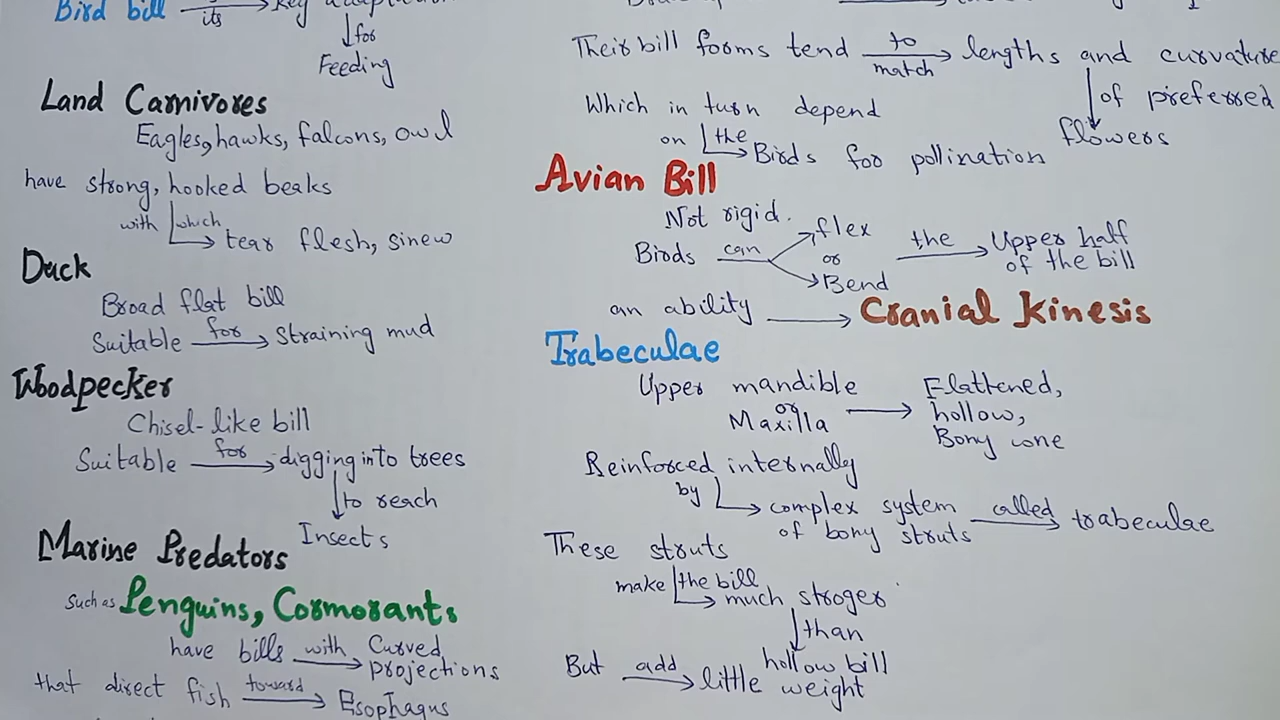 Bird bill its key
for
Feeding
Land Carnivores
Eagles, hawks, falcons, owl
have strong, hooked beaks
with which
tear flesh, sinew
Duck
Broad flat bill
Suitable for straining mud
Woodpecker
Chisel-like bill
Suitable for digging into trees
to reach
Insects
Marine Predators
Such as Penguins, Cormorants
have bills with Curved
projections
that direct fish toward Esophagus
Their bill forms tend to match lengths and curvature
of preferred
flowers
Which in turn depend
on the
Birds for pollination
Avian Bill
Not rigid.
Birds can flex or Bend the Upper half
of the bill
an ability Cranial Kinesis
Trabeculae
Upper mandible
or
Maxilla
Flattened,
hollow,
Bony cone
Reinforced internally
by
complex system called trabeculae
of bony struts
These struts
make the bill
much stroger
than
hollow bill
But add little weight